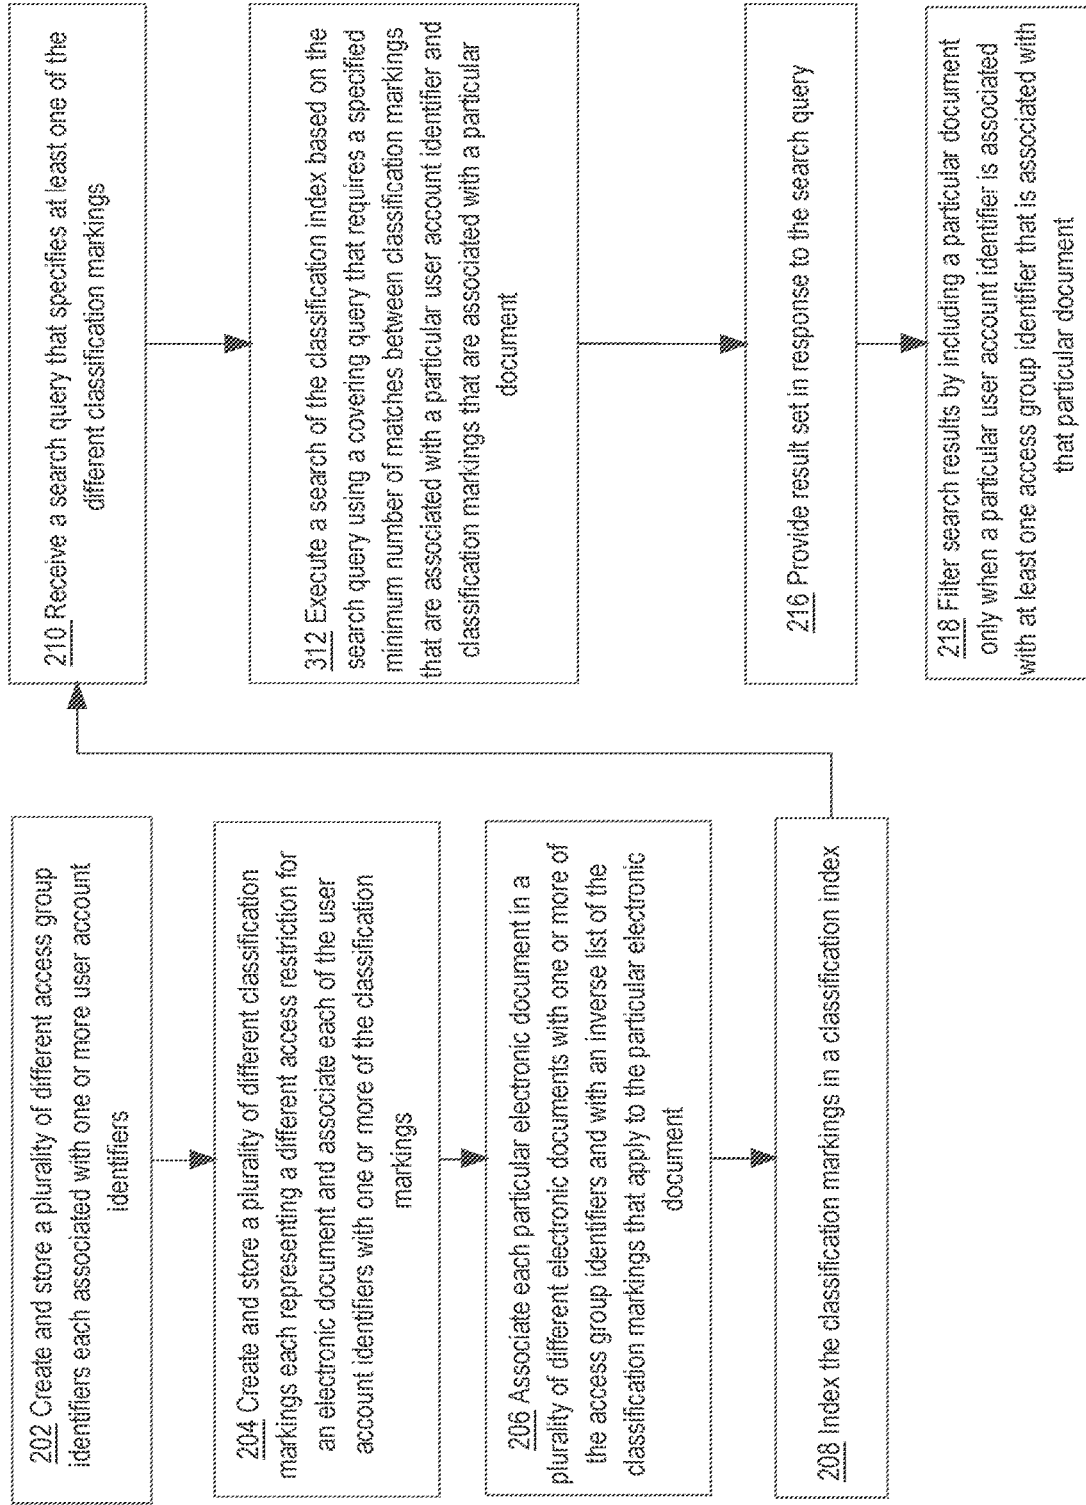 202 Create and store a plurality of different access group
identifiers each associated with one or more user account
identifiers
204 Create and store a plurality of different classification
markings each representing a different access restriction for
an electronic document and associate each of the user
account identifiers with one or more of the classification
markings
206 Associate each particular electronic document in a
plurality of different electronic documents with one or more of
the access group identifiers and with an inverse list of the
classification markings that apply to the particular electronic
document
208 Index the classification markings in a classification index
210 Receive a search query that specifies at least one of the
different classification markings
312 Execute a search of the classification index based on the
search query using a covering query that requires a specified
minimum number of matches between classification markings
that are associated with a particular user account identifier and
classification markings that are associated with a particular
document
216 Provide result set in response to the search query
218 Filter search results by including a particular document
only when a particular user account identifier is associated
with at least one access group identifier that is associated with
that particular document